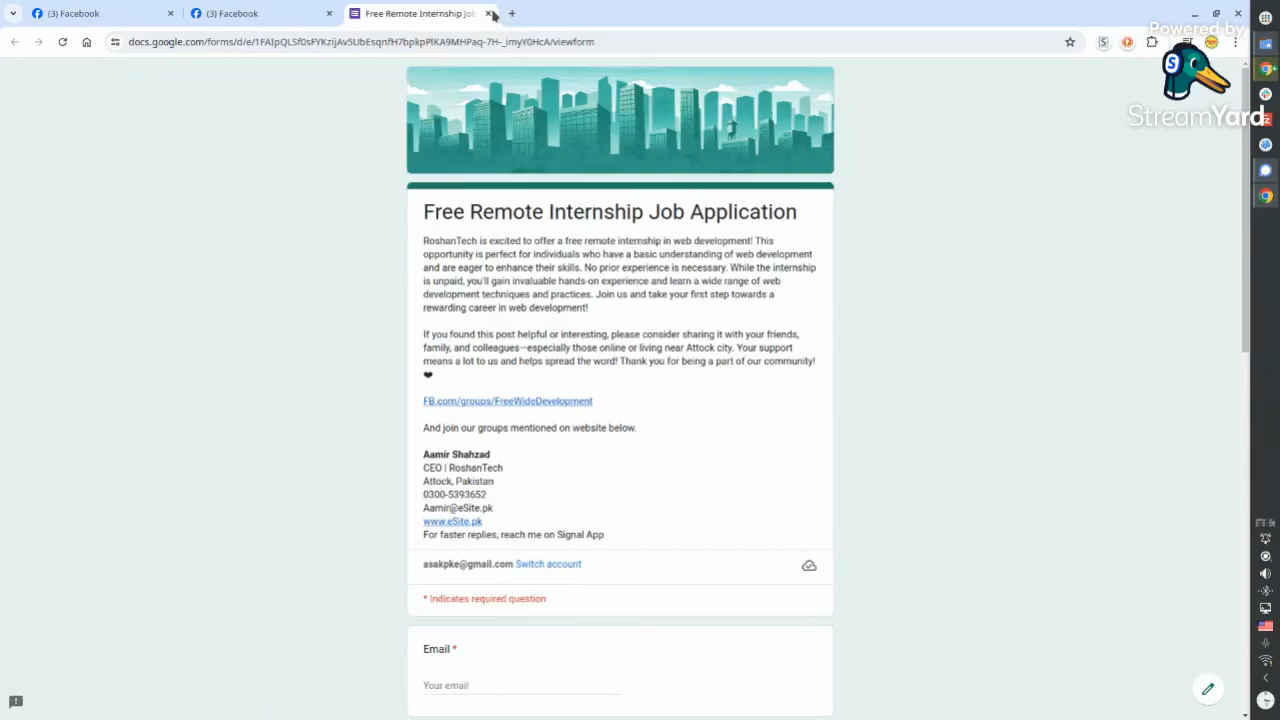 (3) Facebook
(3) Facebook
Free Remote Internship Jo
docs.google.com/forms/d/e/1FAIpQLSf0sFYKzijAv5UbEsqnfH7bpkpPlKA9MHPaq-7H-_imyY0HcA/viewform
Powered by
StreamYard
Free Remote Internship Job Application
RoshanTech is excited to offer a free remote internship in web development! This
opportunity is perfect for individuals who have a basic understanding of web development
and are eager to enhance their skills. No prior experience is necessary. While the internship
is unpaid, you'll gain invaluable hands-on experience and learn a wide range of web
development techniques and practices. Join us and take your first step towards a
rewarding career in web development!
If you found this post helpful or interesting, please consider sharing it with your friends,
family, and colleagues—especially those online or living near Attock city. Your support
means a lot to us and helps spread the word! Thank you for being a part of our community!
❤
FB.com/groups/FreeWideDevelopment
And join our groups mentioned on website below.
Aamir Shahzad
CEO | RoshanTech
Attock, Pakistan
0300-5393652
Aamir@eSite.pk
www.eSite.pk
For faster replies, reach me on Signal App
asakpke@gmail.com Switch account
* Indicates required question
Email *
Your email